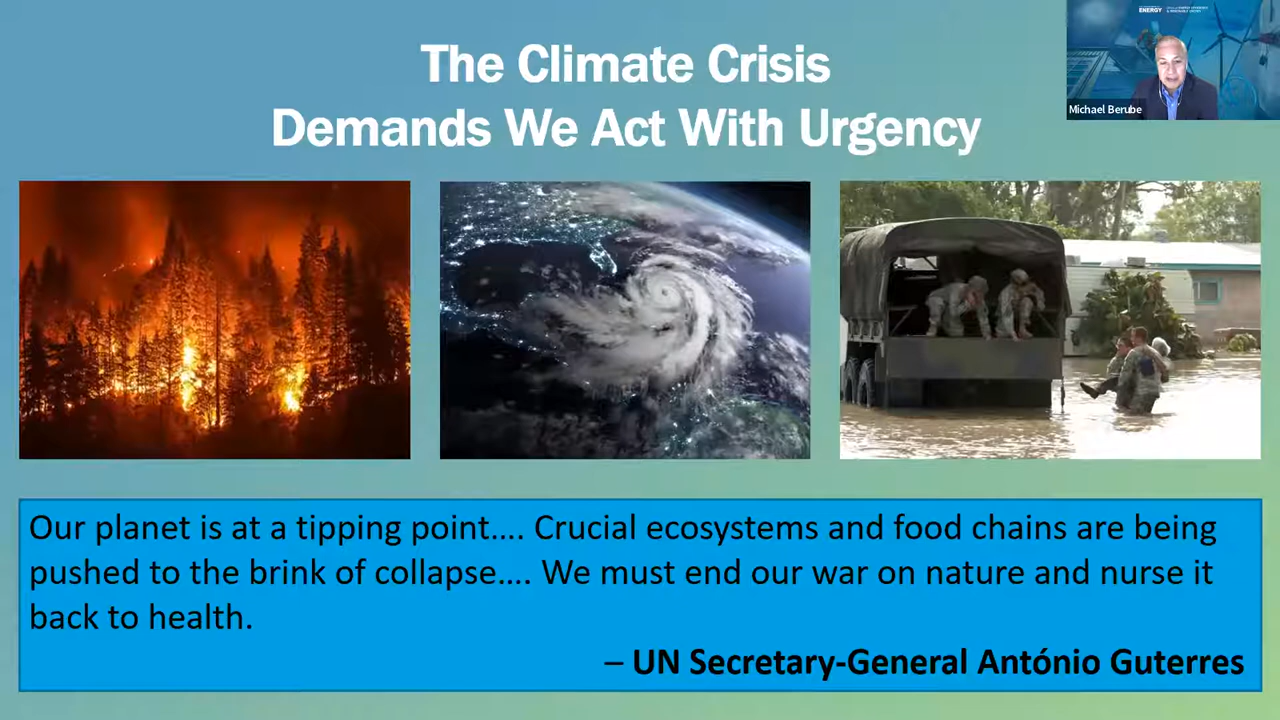 The Climate Crisis
Demands We Act With Urgency
ENERGY
Michael Berube
Our planet is at a tipping point.... Crucial ecosystems and food chains are being
pushed to the brink of collapse.... We must end our war on nature and nurse it
back to health.
– UN Secretary-General António Guterres